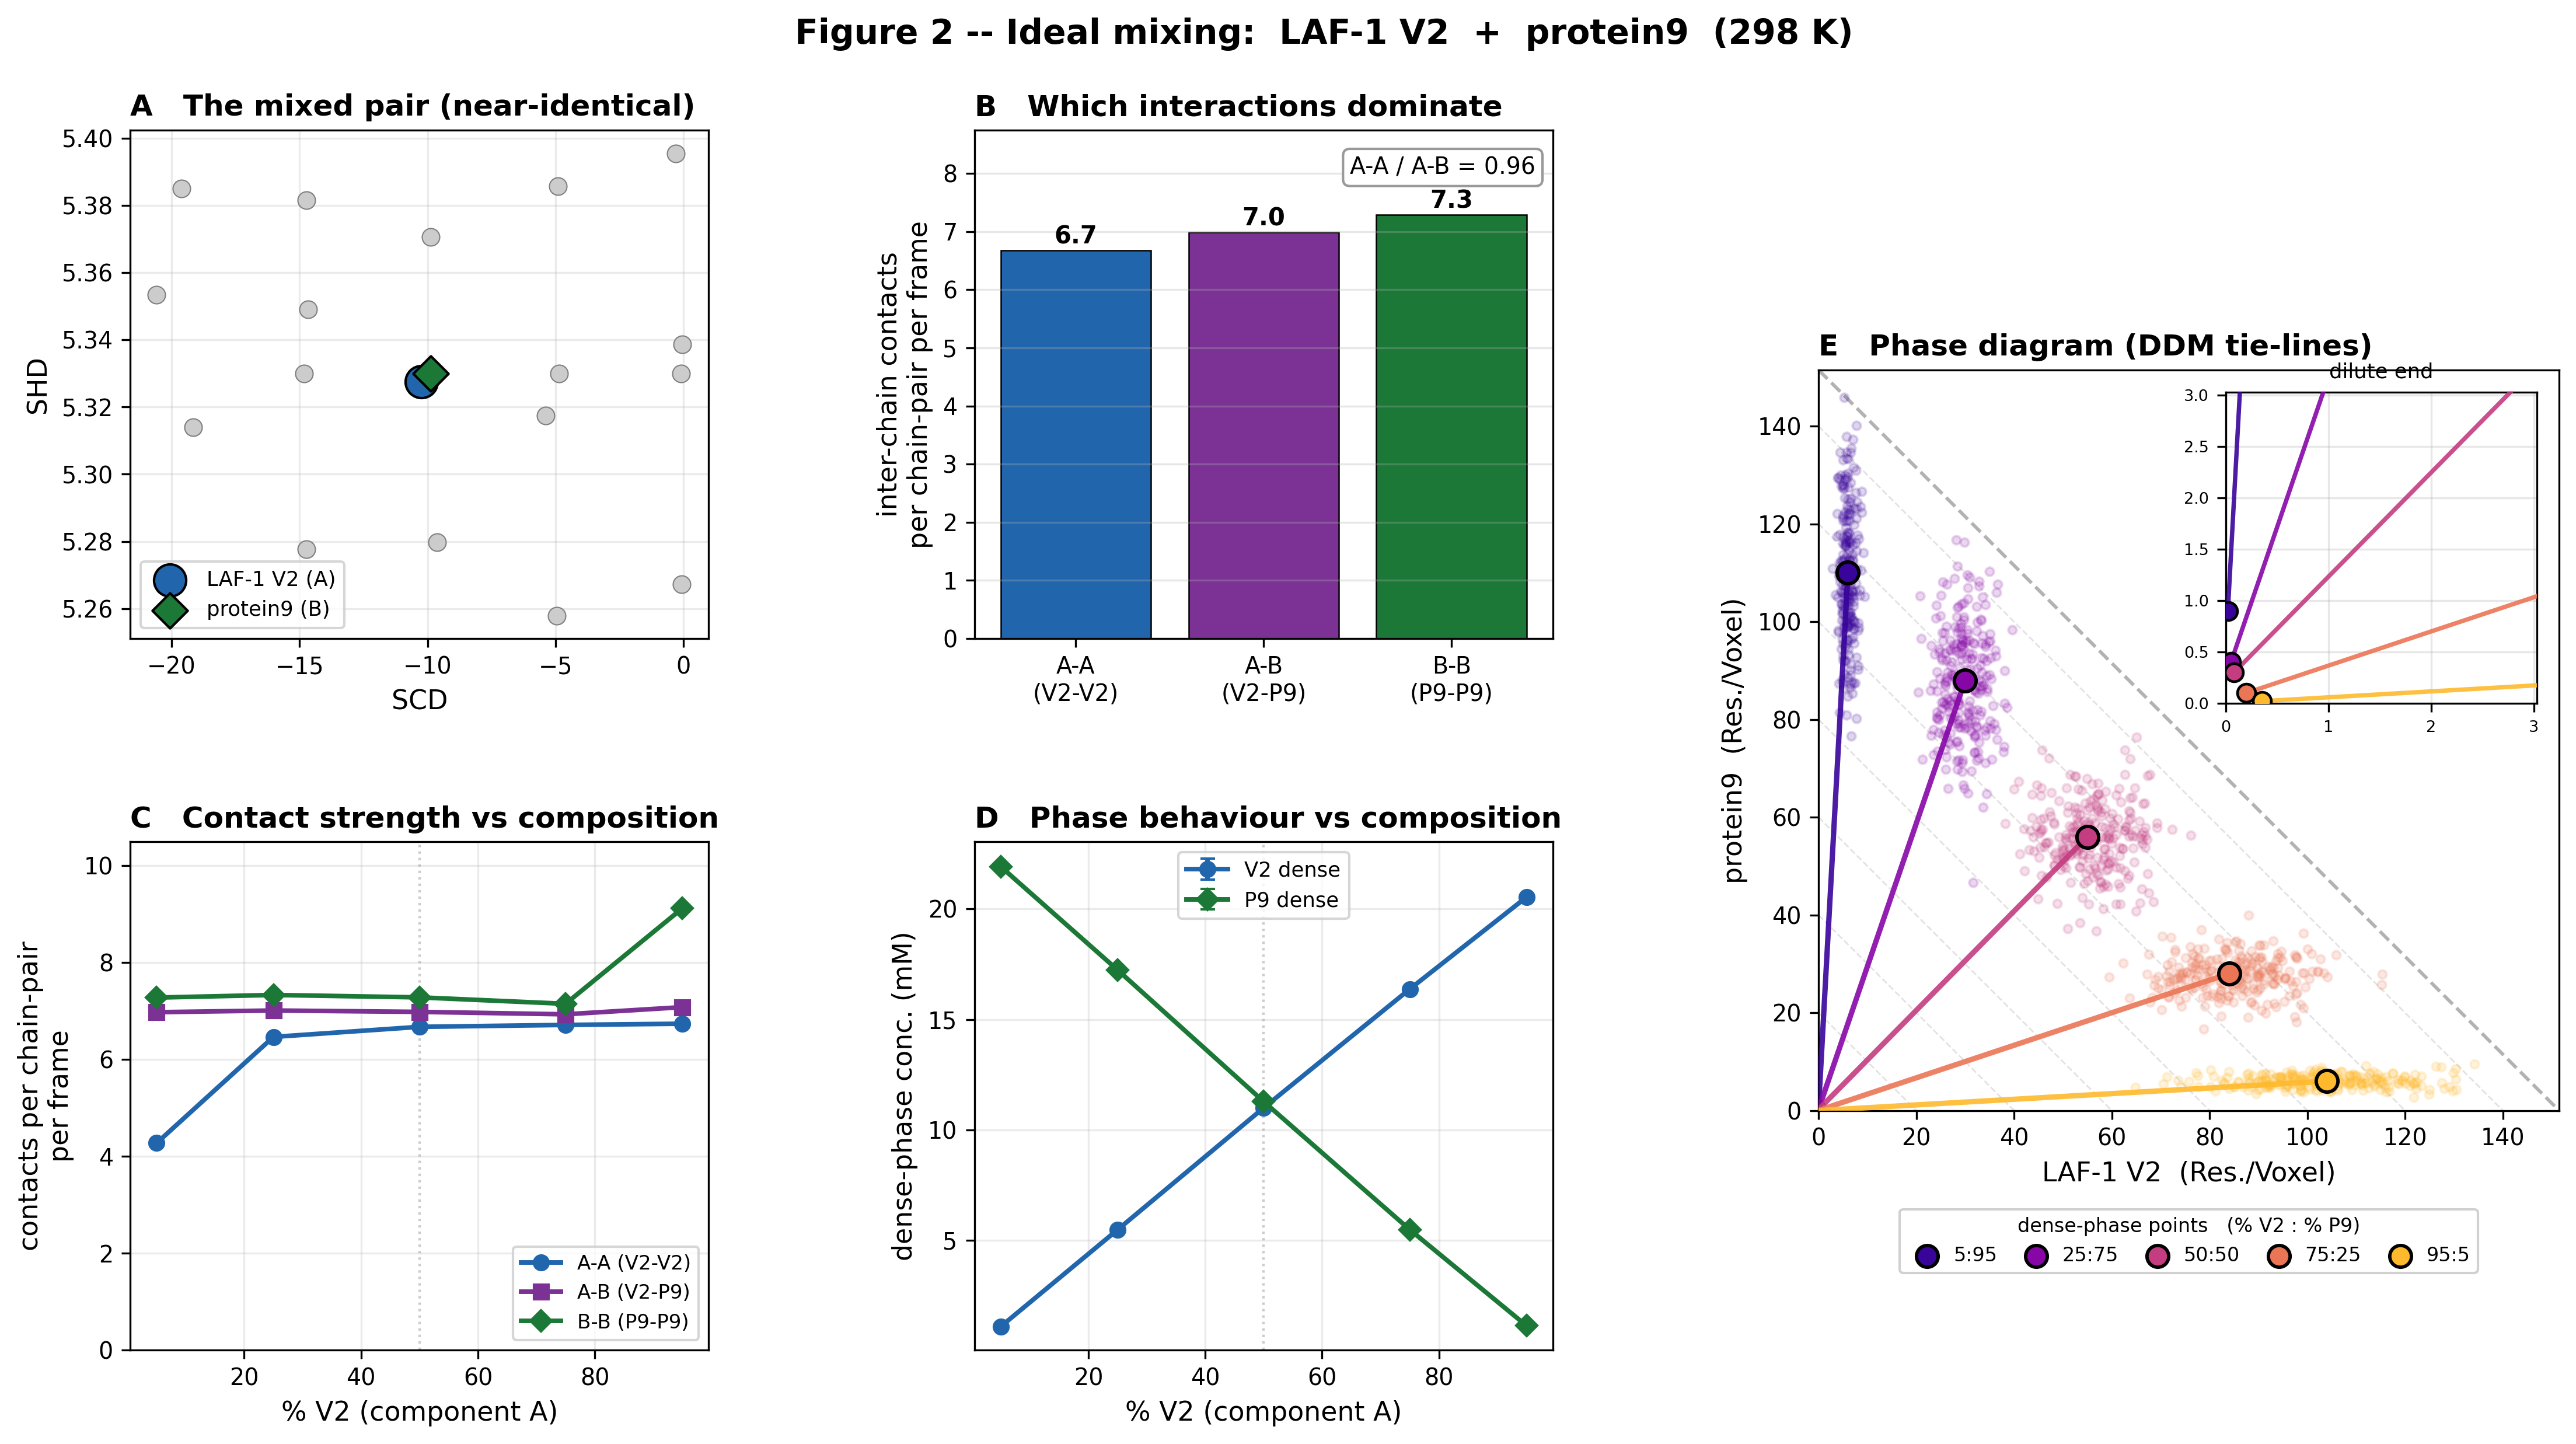 Figure 2 -- Ideal mixing:  LAF-1 V2  +  protein9  (298 K)
A   The mixed pair (near-identical)
5.40
5.38
5.36
5.34
5.32
5.30
5.28
5.26
SHD
−20
−15
−10
−5
0
SCD
LAF-1 V2 (A)
protein9 (B)
B   Which interactions dominate
A-A / A-B = 0.96
6.7
7.0
7.3
8
7
6
5
4
3
2
1
0
inter-chain contacts
per chain-pair per frame
A-A
(V2-V2)
A-B
(V2-P9)
B-B
(P9-P9)
C   Contact strength vs composition
10
8
6
4
2
0
contacts per chain-pair
per frame
20
40
60
80
% V2 (component A)
A-A (V2-V2)
A-B (V2-P9)
B-B (P9-P9)
D   Phase behaviour vs composition
V2 dense
P9 dense
20
15
10
5
dense-phase conc. (mM)
20
40
60
80
% V2 (component A)
E   Phase diagram (DDM tie-lines)
dilute end
3.0
2.5
2.0
1.5
1.0
0.5
0.0
0
1
2
3
140
120
100
80
60
40
20
0
protein9  (Res./Voxel)
0
20
40
60
80
100
120
140
LAF-1 V2  (Res./Voxel)
dense-phase points   (% V2 : % P9)
5:95
25:75
50:50
75:25
95:5